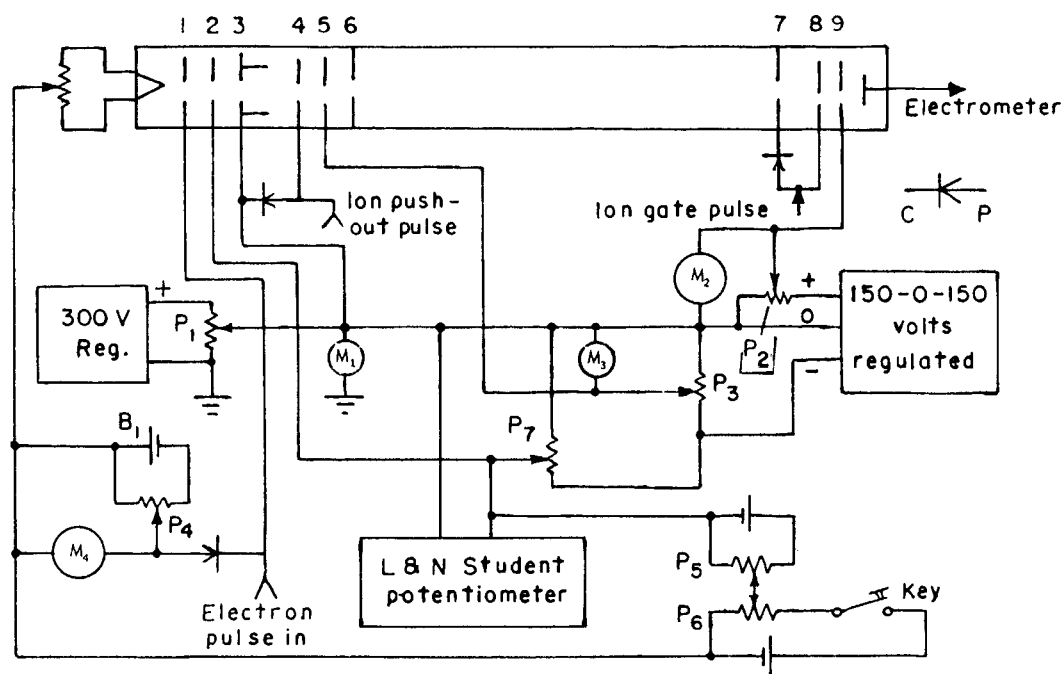 1 2 3 4 5 6 7 8 9
Electrometer
Ion push-
out pulse
Ion gate pulse
C P
M2
300 V
Reg.
+
P1
M1
M3
P2
+
0
-
150-0-150
volts
regulated
P3
B1
P7
P4
M4
L & N Student
potentiometer
P5
P6
Key
Electron
pulse in